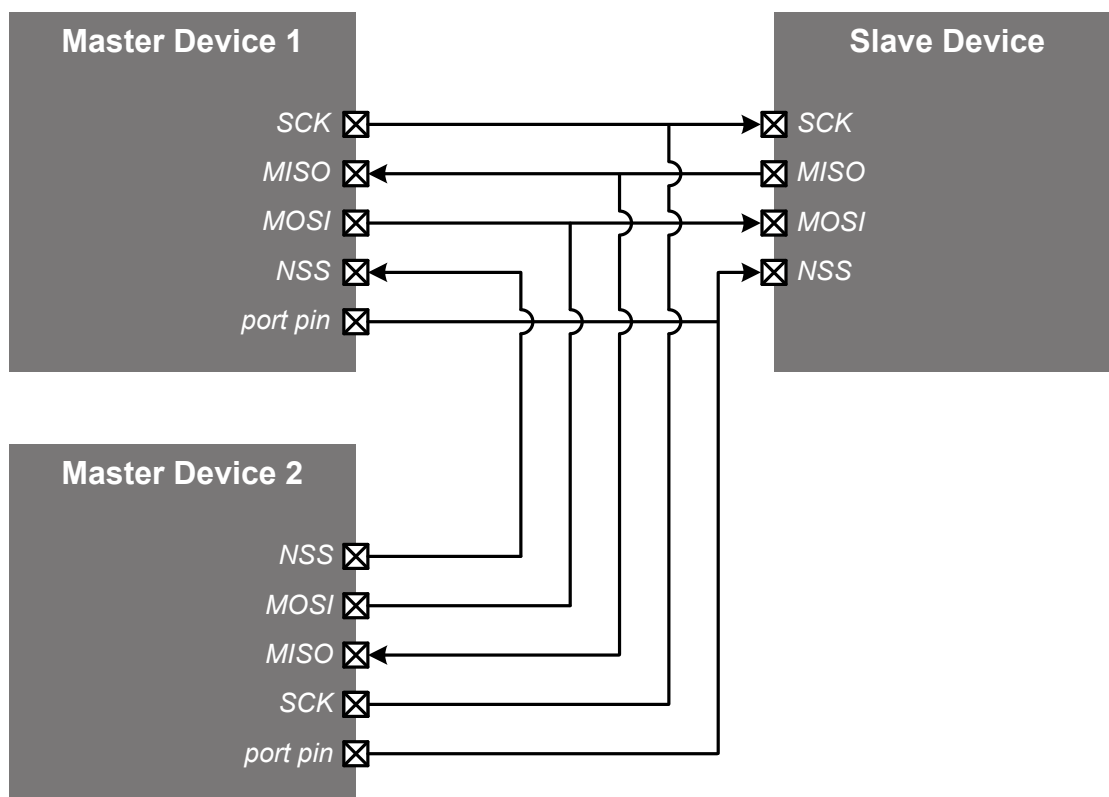 Master Device 1
SCK
MISO
MOSI
NSS
port pin
Slave Device
SCK
MISO
MOSI
NSS
Master Device 2
NSS
MOSI
MISO
SCK
port pin